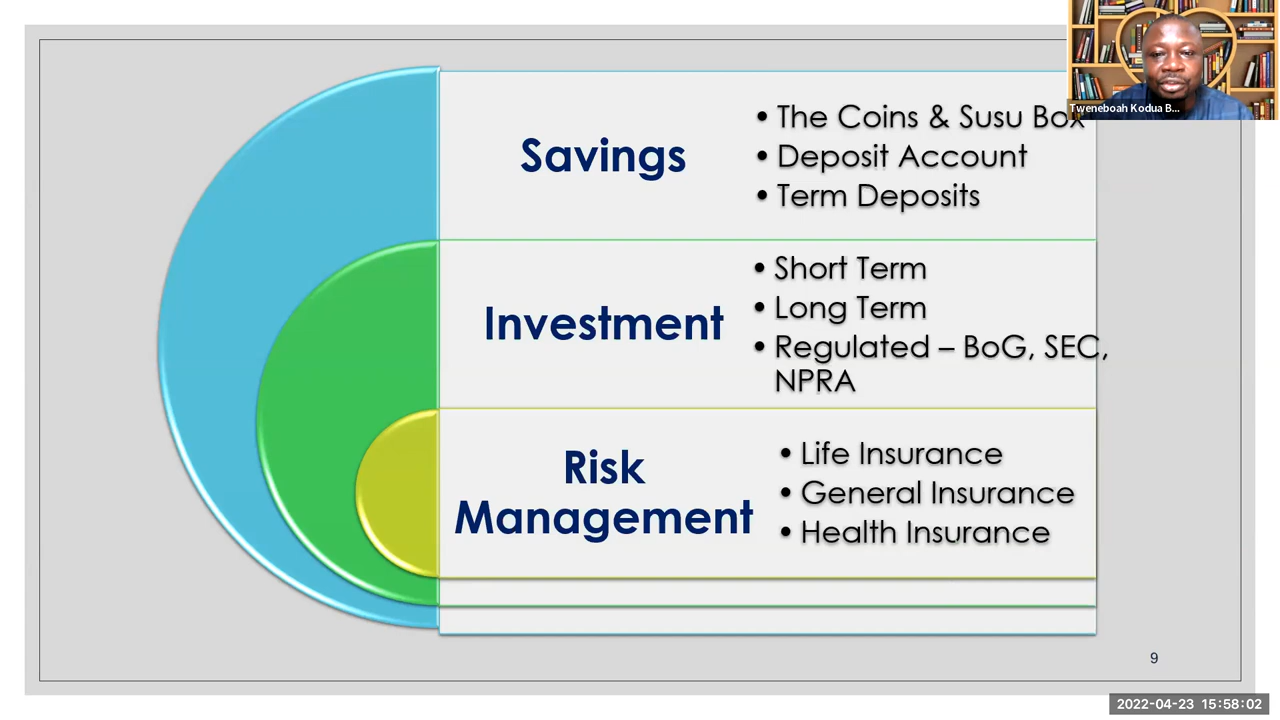 Savings
• The Coins & Susu Box
• Deposit Account
• Term Deposits
Investment
• Short Term
• Long Term
• Regulated – BoG, SEC,
NPRA
Risk
Management
• Life Insurance
• General Insurance
• Health Insurance
9
Tweneboah Kodua B...
2022-04-23 15:58:02